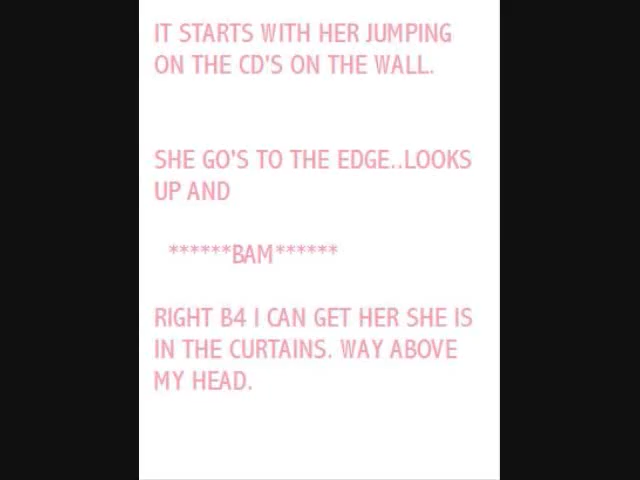 IT STARTS WITH HER JUMPING
ON THE CD'S ON THE WALL.
SHE GO'S TO THE EDGE..LOOKS
UP AND
******BAM******
RIGHT B4 I CAN GET HER SHE IS
IN THE CURTAINS. WAY ABOVE
MY HEAD.